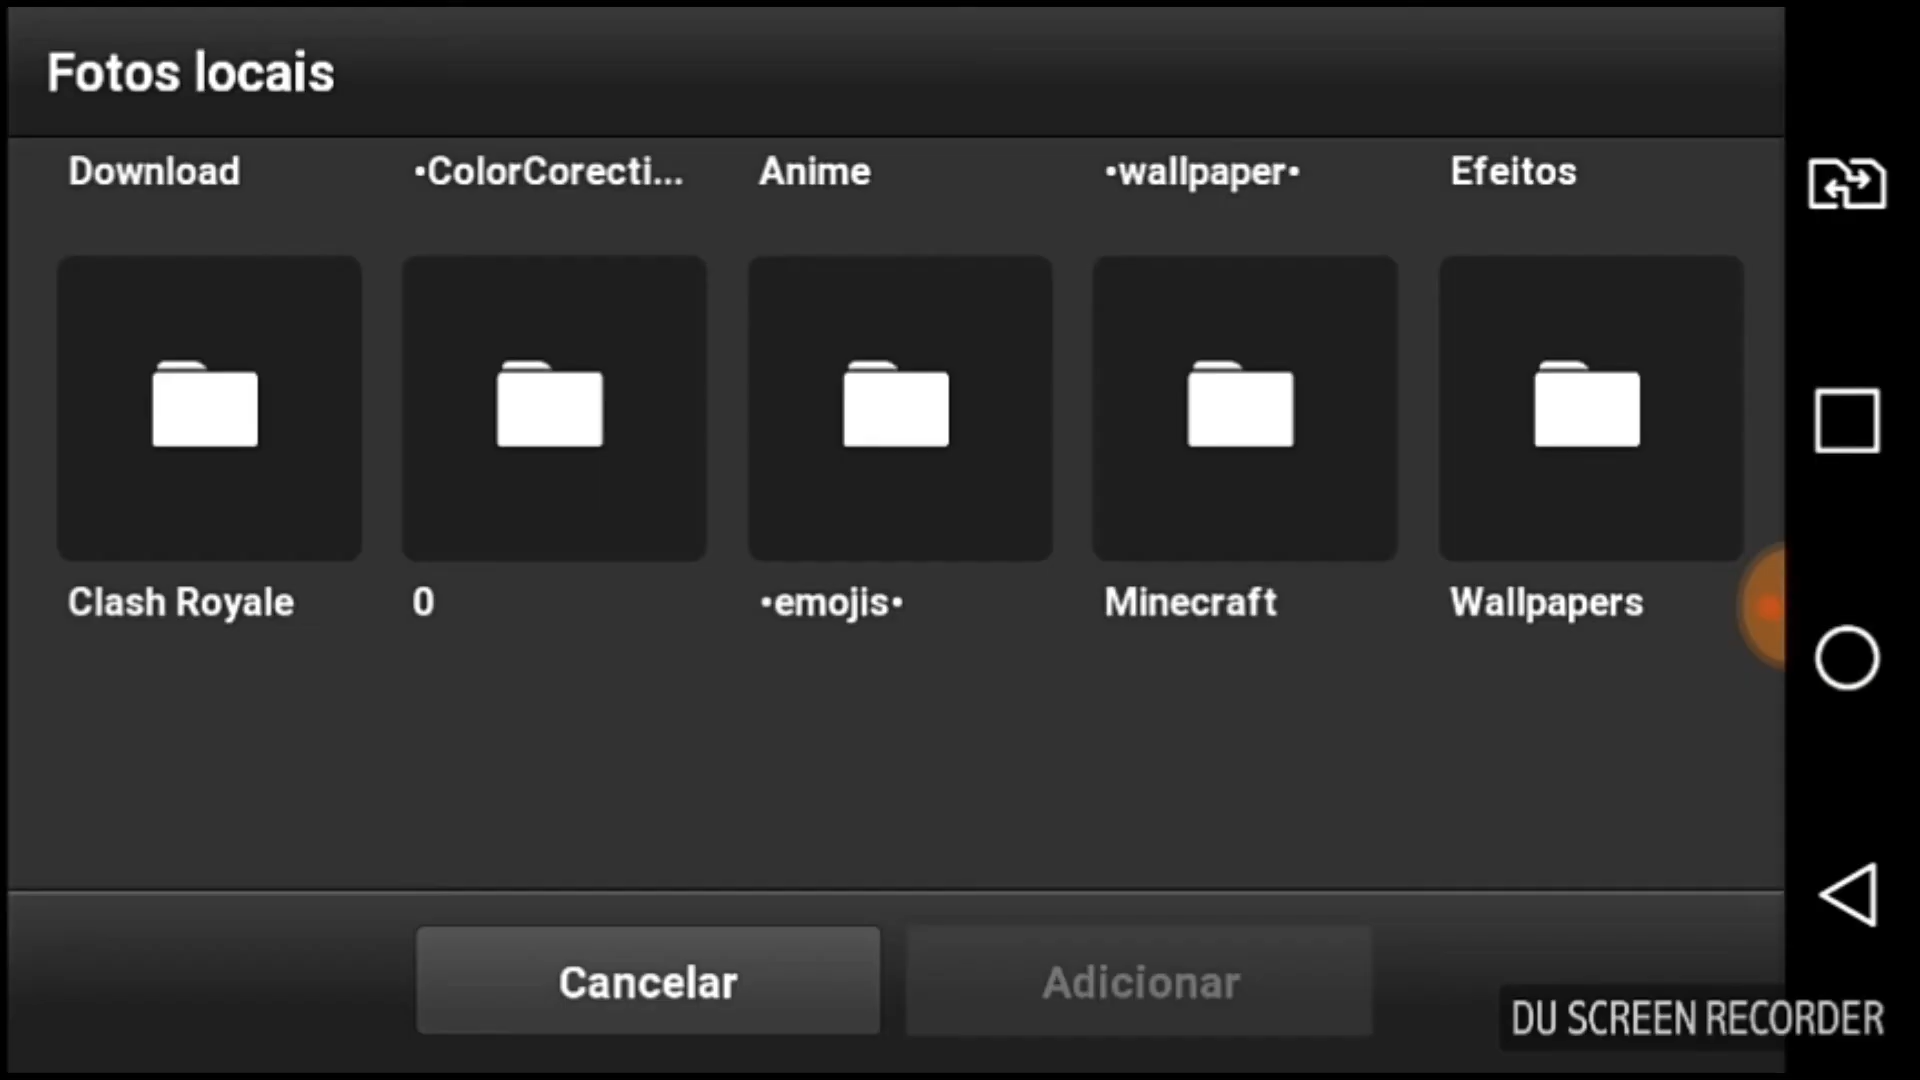 Fotos locais
Download •ColorCorecti... Anime •wallpaper• Efeitos
Clash Royale 0 •emojis• Minecraft Wallpapers
Cancelar Adicionar
DU SCREEN RECORDER